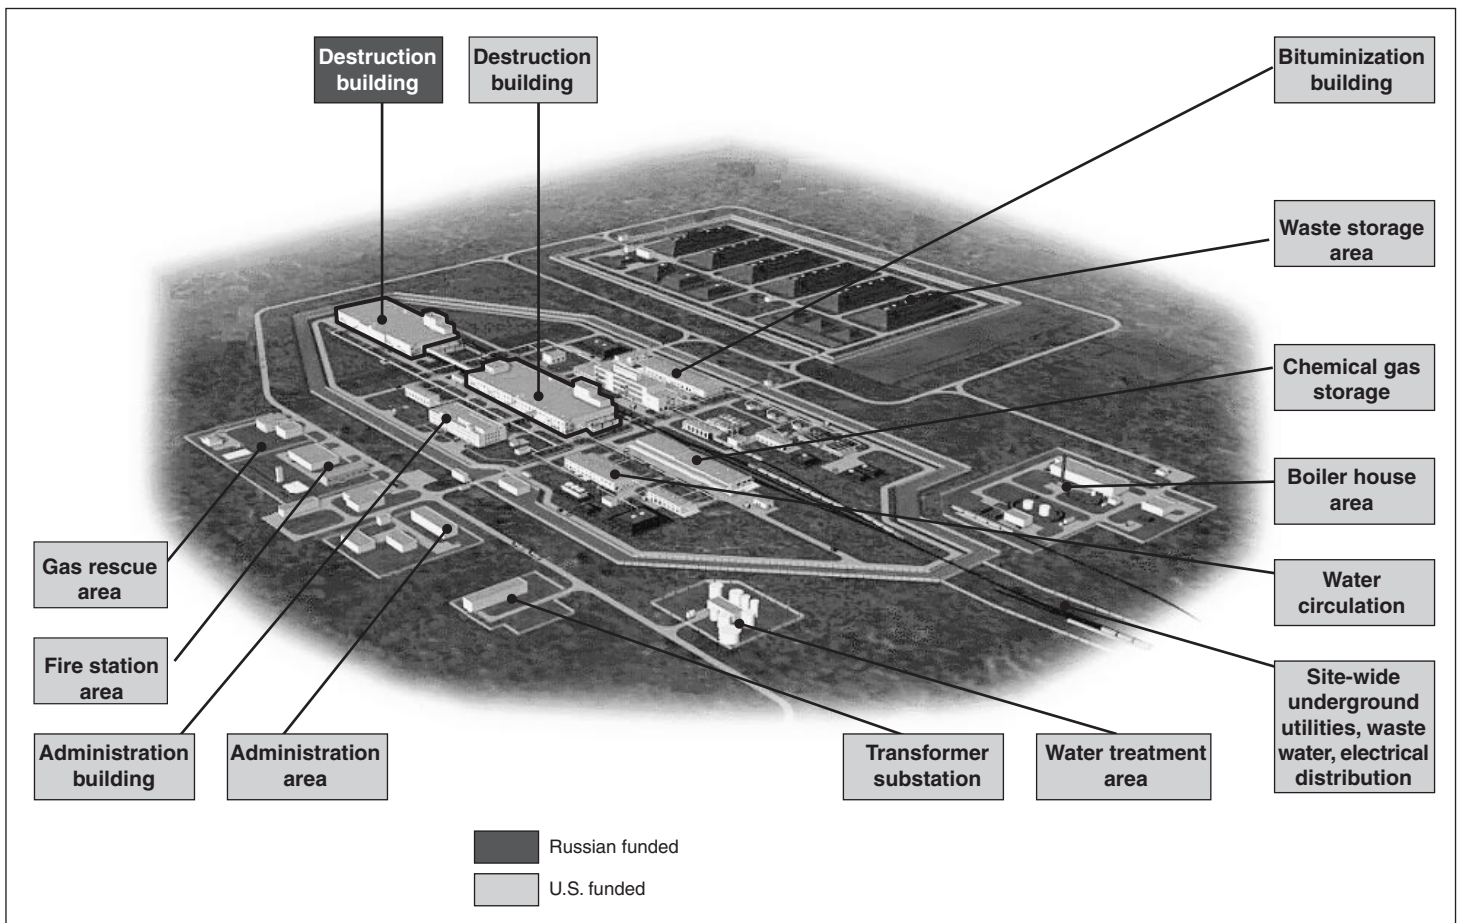 Destruction
building
Destruction
building
Bituminization
building
Waste storage
area
Chemical gas
storage
Boiler house
area
Gas rescue
area
Water
circulation
Fire station
area
Site-wide
underground
utilities, waste
water, electrical
distribution
Administration
building
Administration
area
Transformer
substation
Water treatment
area
Russian funded
U.S. funded